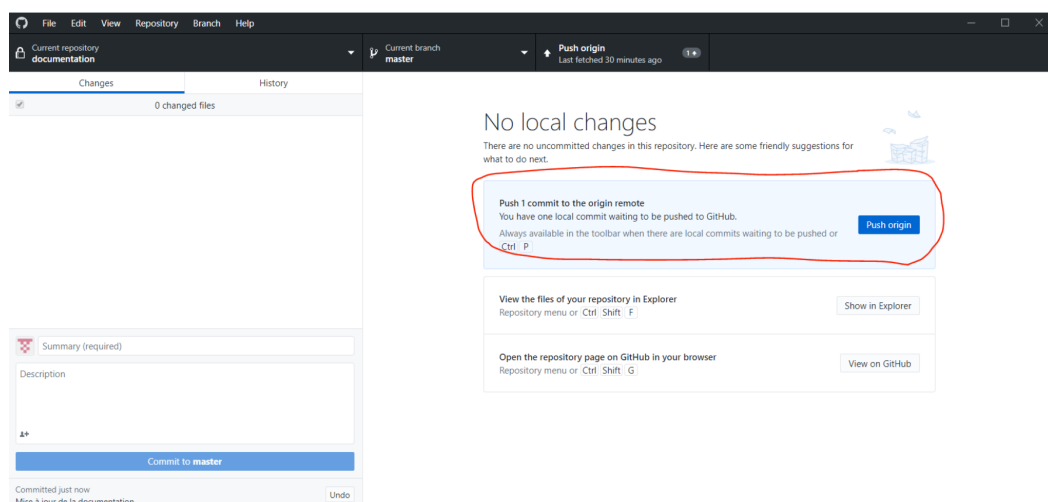 File Edit View Repository Branch Help
Current repository
documentation
Current branch
master
Push origin
Last fetched 30 minutes ago
1
Changes History
0 changed files
No local changes
There are no uncommitted changes in this repository. Here are some friendly suggestions for
what to do next.
Push 1 commit to the origin remote
You have one local commit waiting to be pushed to GitHub.
Always available in the toolbar when there are local commits waiting to be pushed or
Ctrl P
Push origin
View the files of your repository in Explorer
Repository menu or Ctrl Shift F
Show in Explorer
Open the repository page on GitHub in your browser
Repository menu or Ctrl Shift G
View on GitHub
Summary (required)
Description
Commit to master
Committed just now
Mise à jour de la documentation
Undo